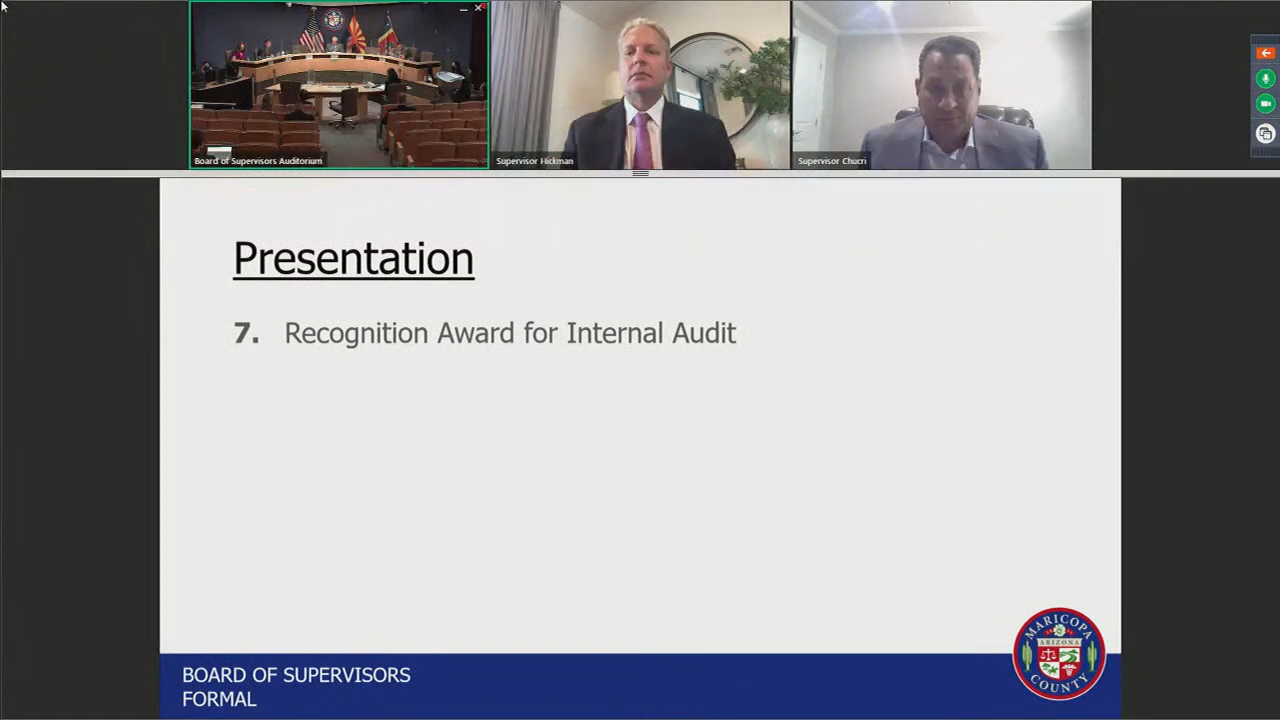 Board of Supervisors Auditorium
Supervisor Hickman
Supervisor Chucri
Presentation
7. Recognition Award for Internal Audit
BOARD OF SUPERVISORS
FORMAL
MARICOPA
ARIZONA
COUNTY